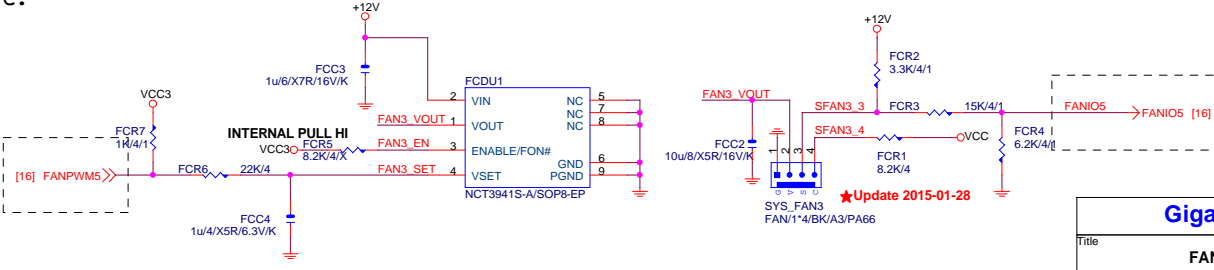 e.
+12V
FCC3
1u/6/X7R/16V/K
FCDU1
VCC3
FCR7
1K/4/1
INTERNAL PULL HI
VCC3
FCR5
8.2K/4/X
FAN3_VOUT
FAN3_EN
FAN3_SET
2 VIN
1 VOUT
3 ENABLE/FON#
4 VSET
NC 5
NC 7
NC 8
GND 6
PGND 9
NCT3941S-A/SOP8-EP
[16] FANPWM5
FCR6
22K/4
FCC4
1u/4/X5R/6.3V/K
+12V
FCR2
3.3K/4/1
FAN3_VOUT
SFAN3_3
FCR3
15K/4/1
FANIO5
FANIO5 [16]
SFAN3_4
VCC
FCR4
6.2K/4/1
FCC2
10u/8/X5R/16V/K
FCR1
8.2K/4
1 2 3 4
G V S C
SYS_FAN3
FAN/1*4/BK/A3/PA66
★Update 2015-01-28
Giga
Title
FAN